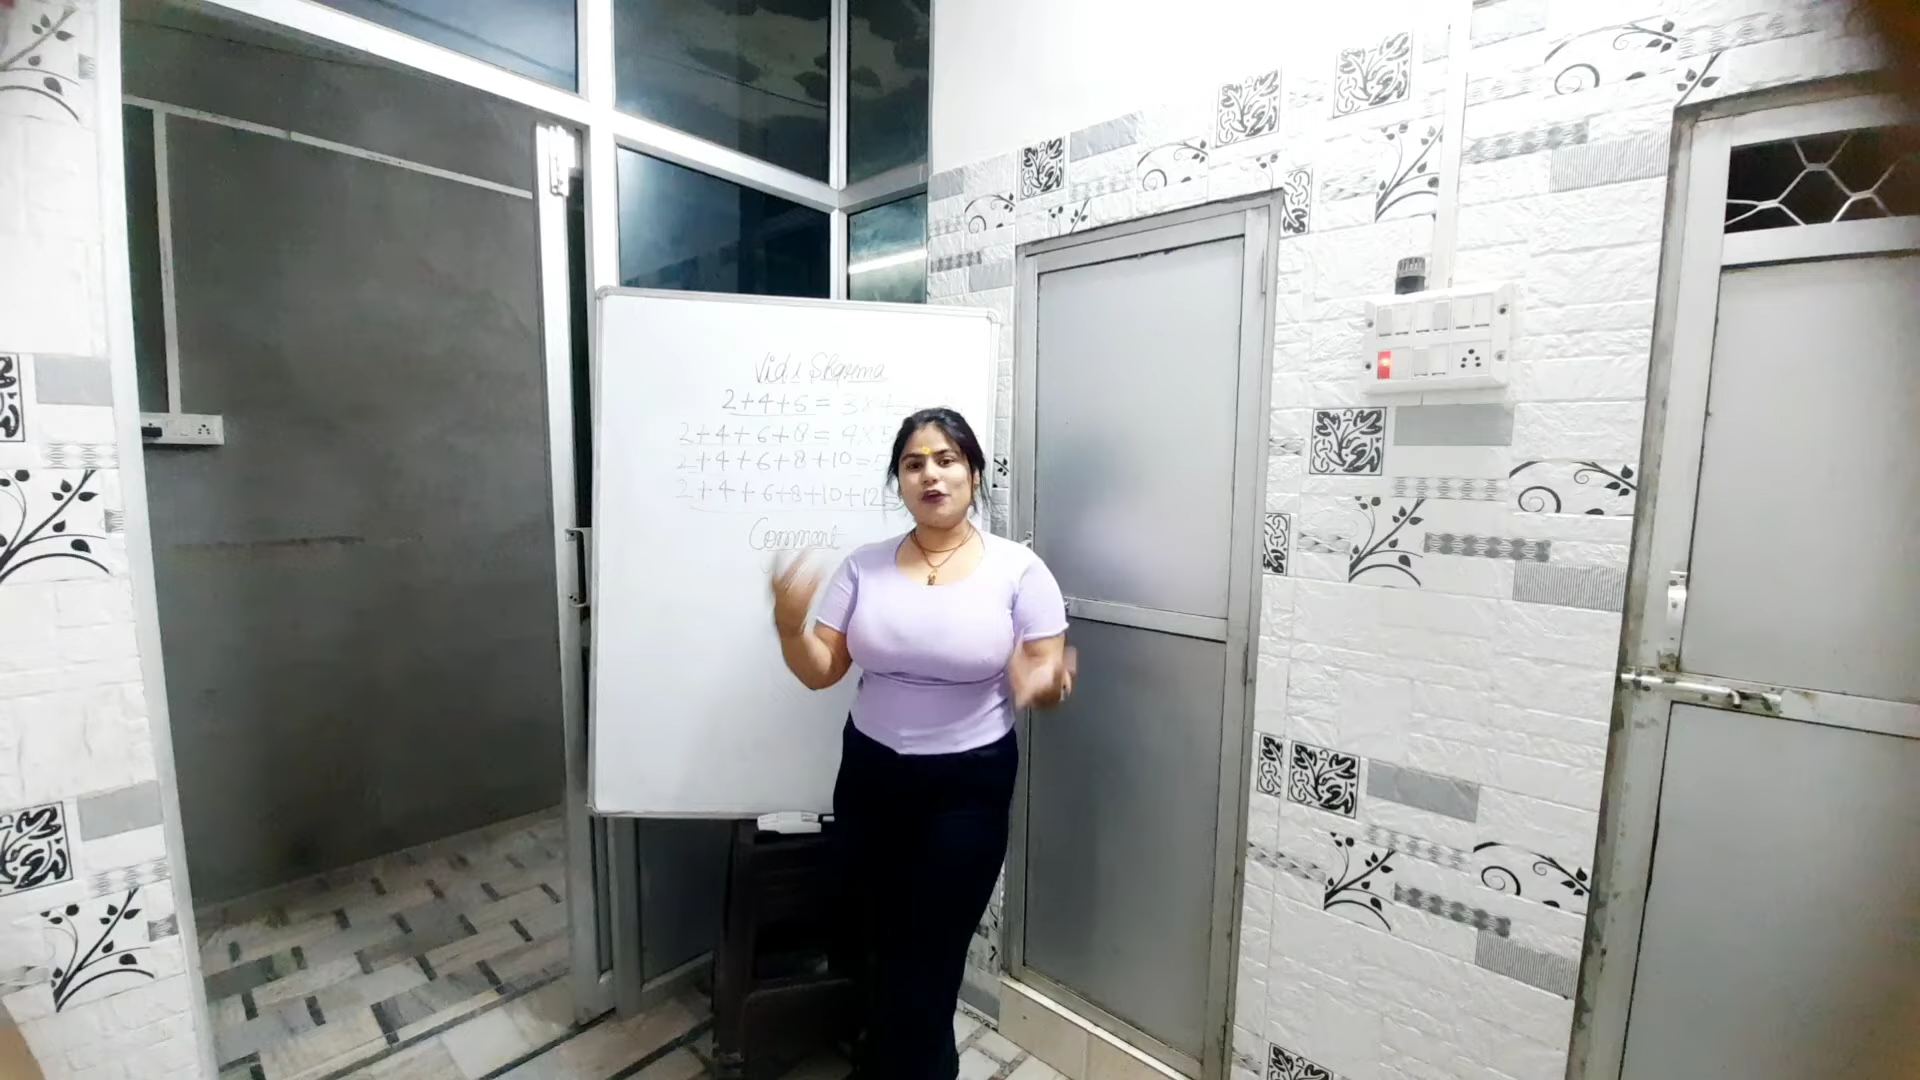 Vidi Sharma
2+4+6 = 3×4=
2+4+6+8 = 4×5
2+4+6+8+10=5
2+4+6+8+10+12=
Comment